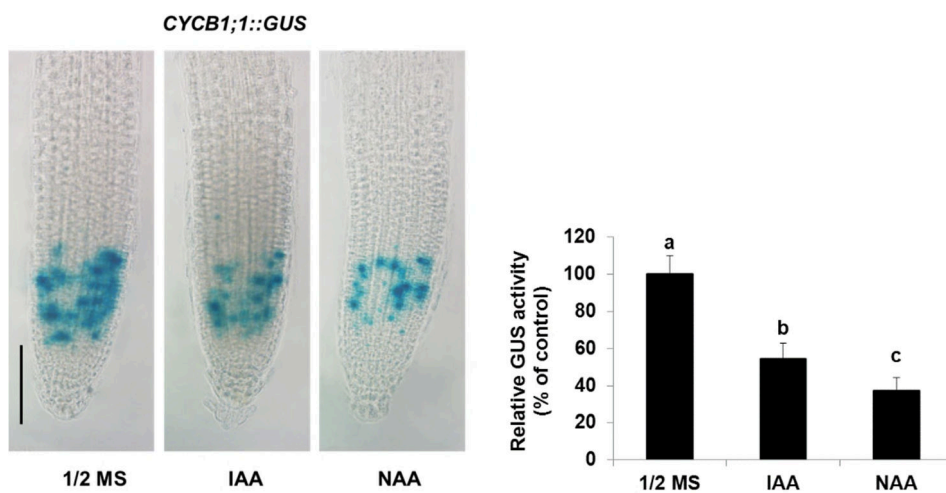 CYCB1;1::GUS
1/2 MS
IAA
NAA
Relative GUS activity
(% of control)
120
100
80
60
40
20
0
a
b
c
1/2 MS
IAA
NAA